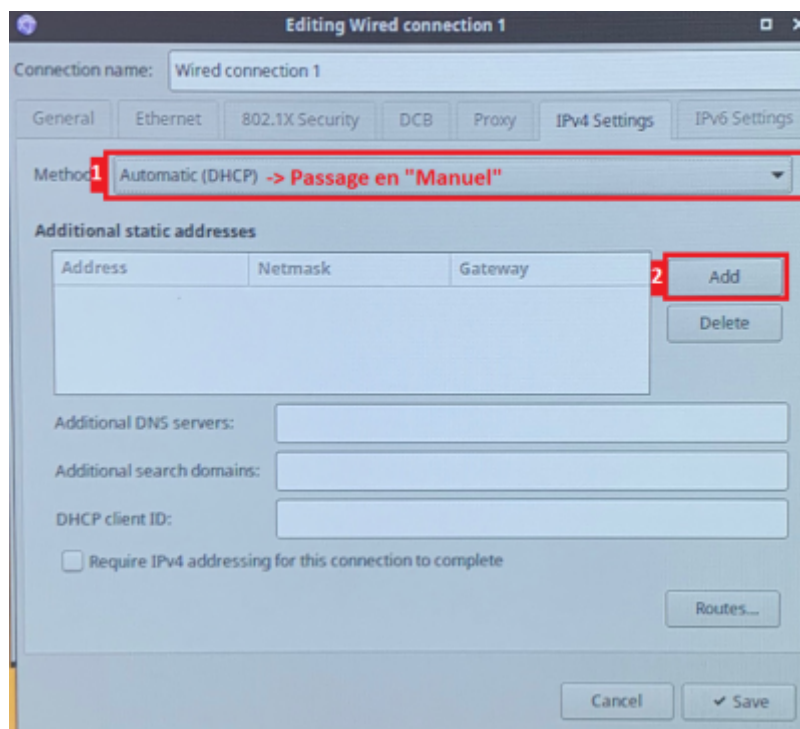 Editing Wired connection 1
Connection name: Wired connection 1
General Ethernet 802.1X Security DCB Proxy IPv4 Settings IPv6 Settings
Method 1 Automatic (DHCP) -> Passage en "Manuel"
Additional static addresses
Address Netmask Gateway 2 Add
Delete
Additional DNS servers:
Additional search domains:
DHCP client ID:
Require IPv4 addressing for this connection to complete
Routes...
Cancel Save